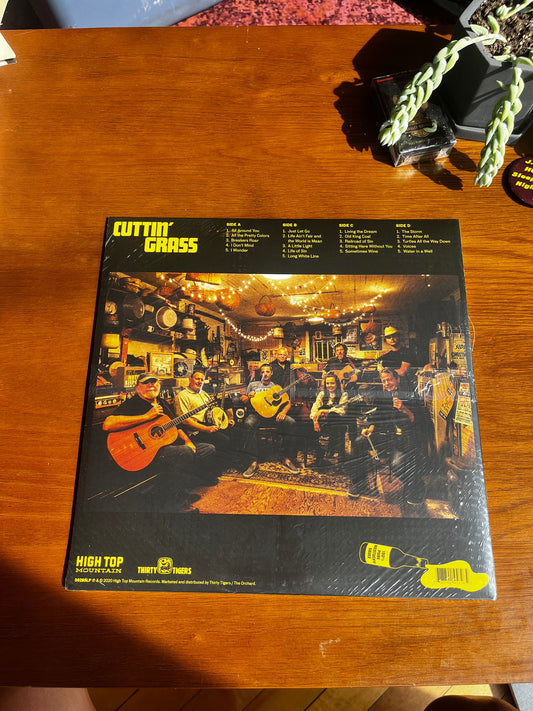 CUTTIN'
GRASS
SIDE A
1. All Around You
2. All the Pretty Colors
3. Breakers Roar
4. I Don't Mind
5. I Wonder
SIDE B
1. Just Let Go
2. Life Ain't Fair and
the World is Mean
3. A Little Light
4. Life of Sin
5. Long White Line
SIDE C
1. Living the Dream
2. Old King Coal
3. Railroad of Sin
4. Sitting Here Without You
5. Sometimes Wine
SIDE D
1. The Storm
2. Time After All
3. Turtles All the Way Down
4. Voices
5. Water in a Well
HIGH TOP
MOUNTAIN
THIRTY TIGERS
℗ & © 2020 High Top Mountain Records. Marketed and distributed by Thirty Tigers / The Orchard.